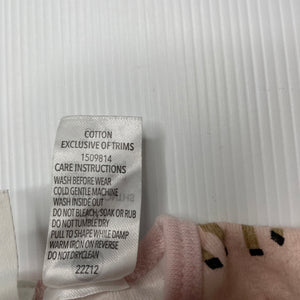 COTTON
EXCLUSIVE OF TRIMS
1509814
CARE INSTRUCTIONS
WASH BEFORE WEAR
COLD GENTLE MACHINE
WASH INSIDE OUT
DO NOT BLEACH, SOAK OR RUB
DO NOT TUMBLE DRY
PULL TO SHAPE WHILE DAMP
WARM IRON ON REVERSE
DO NOT DRYCLEAN
22Z12